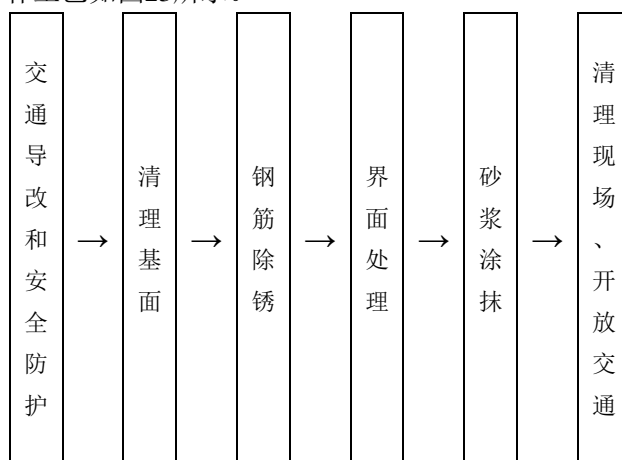 交通导改和安全防护
→
清理基面
→
钢筋除锈
→
界面处理
→
砂浆涂抹
→
清理现场、开放交通